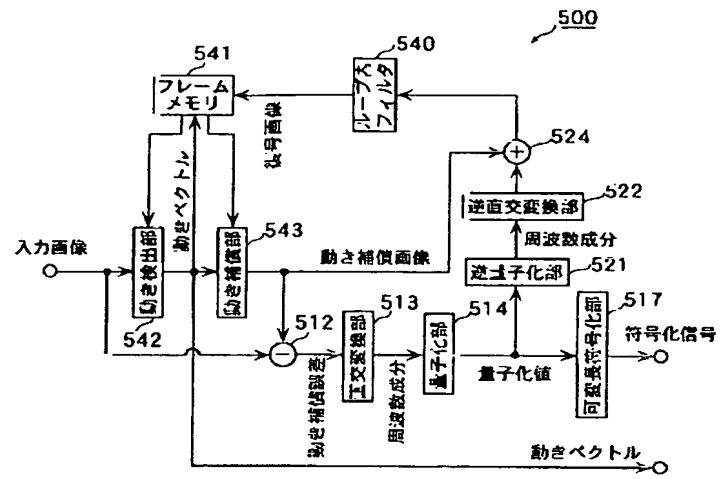 500
541
フレーム
メモリ
540
ループ内
フィルタ
復号画像
524
動きベクトル
522
逆直交変換部
周波数成分
入力画像
動き検出部
542
動き補償部
543
動き補償画像
逆量子化部
521
512
動き補償誤差
513
直交変換部
周波数成分
514
量子化部
量子化値
517
可変長符号化部
符号化信号
動きベクトル